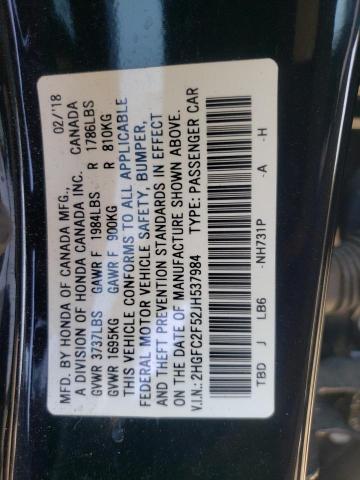 MFD. BY HONDA OF CANADA MFG., 02/'18
A DIVISION OF HONDA CANADA INC. CANADA
GVWR 3737LBS GAWR F 1984LBS R 1786LBS
GVWR 1695KG GAWR F 900KG R 810KG
THIS VEHICLE CONFORMS TO ALL APPLICABLE
FEDERAL MOTOR VEHICLE SAFETY, BUMPER,
AND THEFT PREVENTION STANDARDS IN EFFECT
ON THE DATE OF MANUFACTURE SHOWN ABOVE.
V.I.N.: 2HGFC2F52JH537984 TYPE: PASSENGER CAR
TBD J LB6 -NH731P -A -H